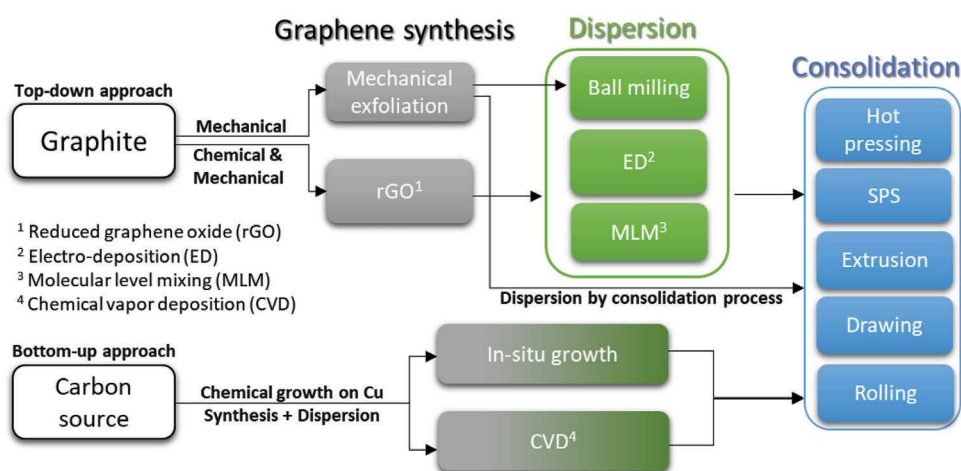 Graphene synthesis
Dispersion
Consolidation
Top-down approach
Graphite
Mechanical
Chemical &
Mechanical
Mechanical
exfoliation
rGO¹
Ball milling
ED²
MLM³
Hot
pressing
SPS
Extrusion
Drawing
Rolling
¹ Reduced graphene oxide (rGO)
² Electro-deposition (ED)
³ Molecular level mixing (MLM)
⁴ Chemical vapor deposition (CVD)
Dispersion by consolidation process
Bottom-up approach
Carbon
source
Chemical growth on Cu
Synthesis + Dispersion
In-situ growth
CVD⁴